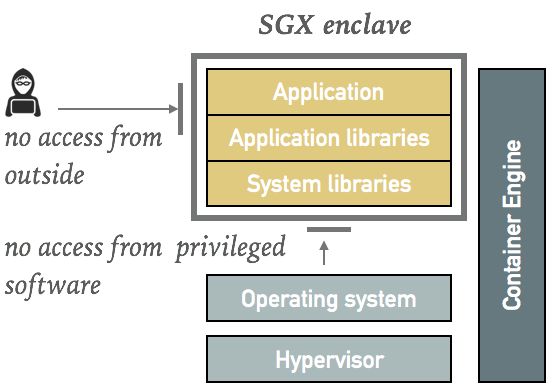 SGX enclave
Application
Application libraries
System libraries
no access from
outside
no access from privileged
software
Operating system
Hypervisor
Container Engine